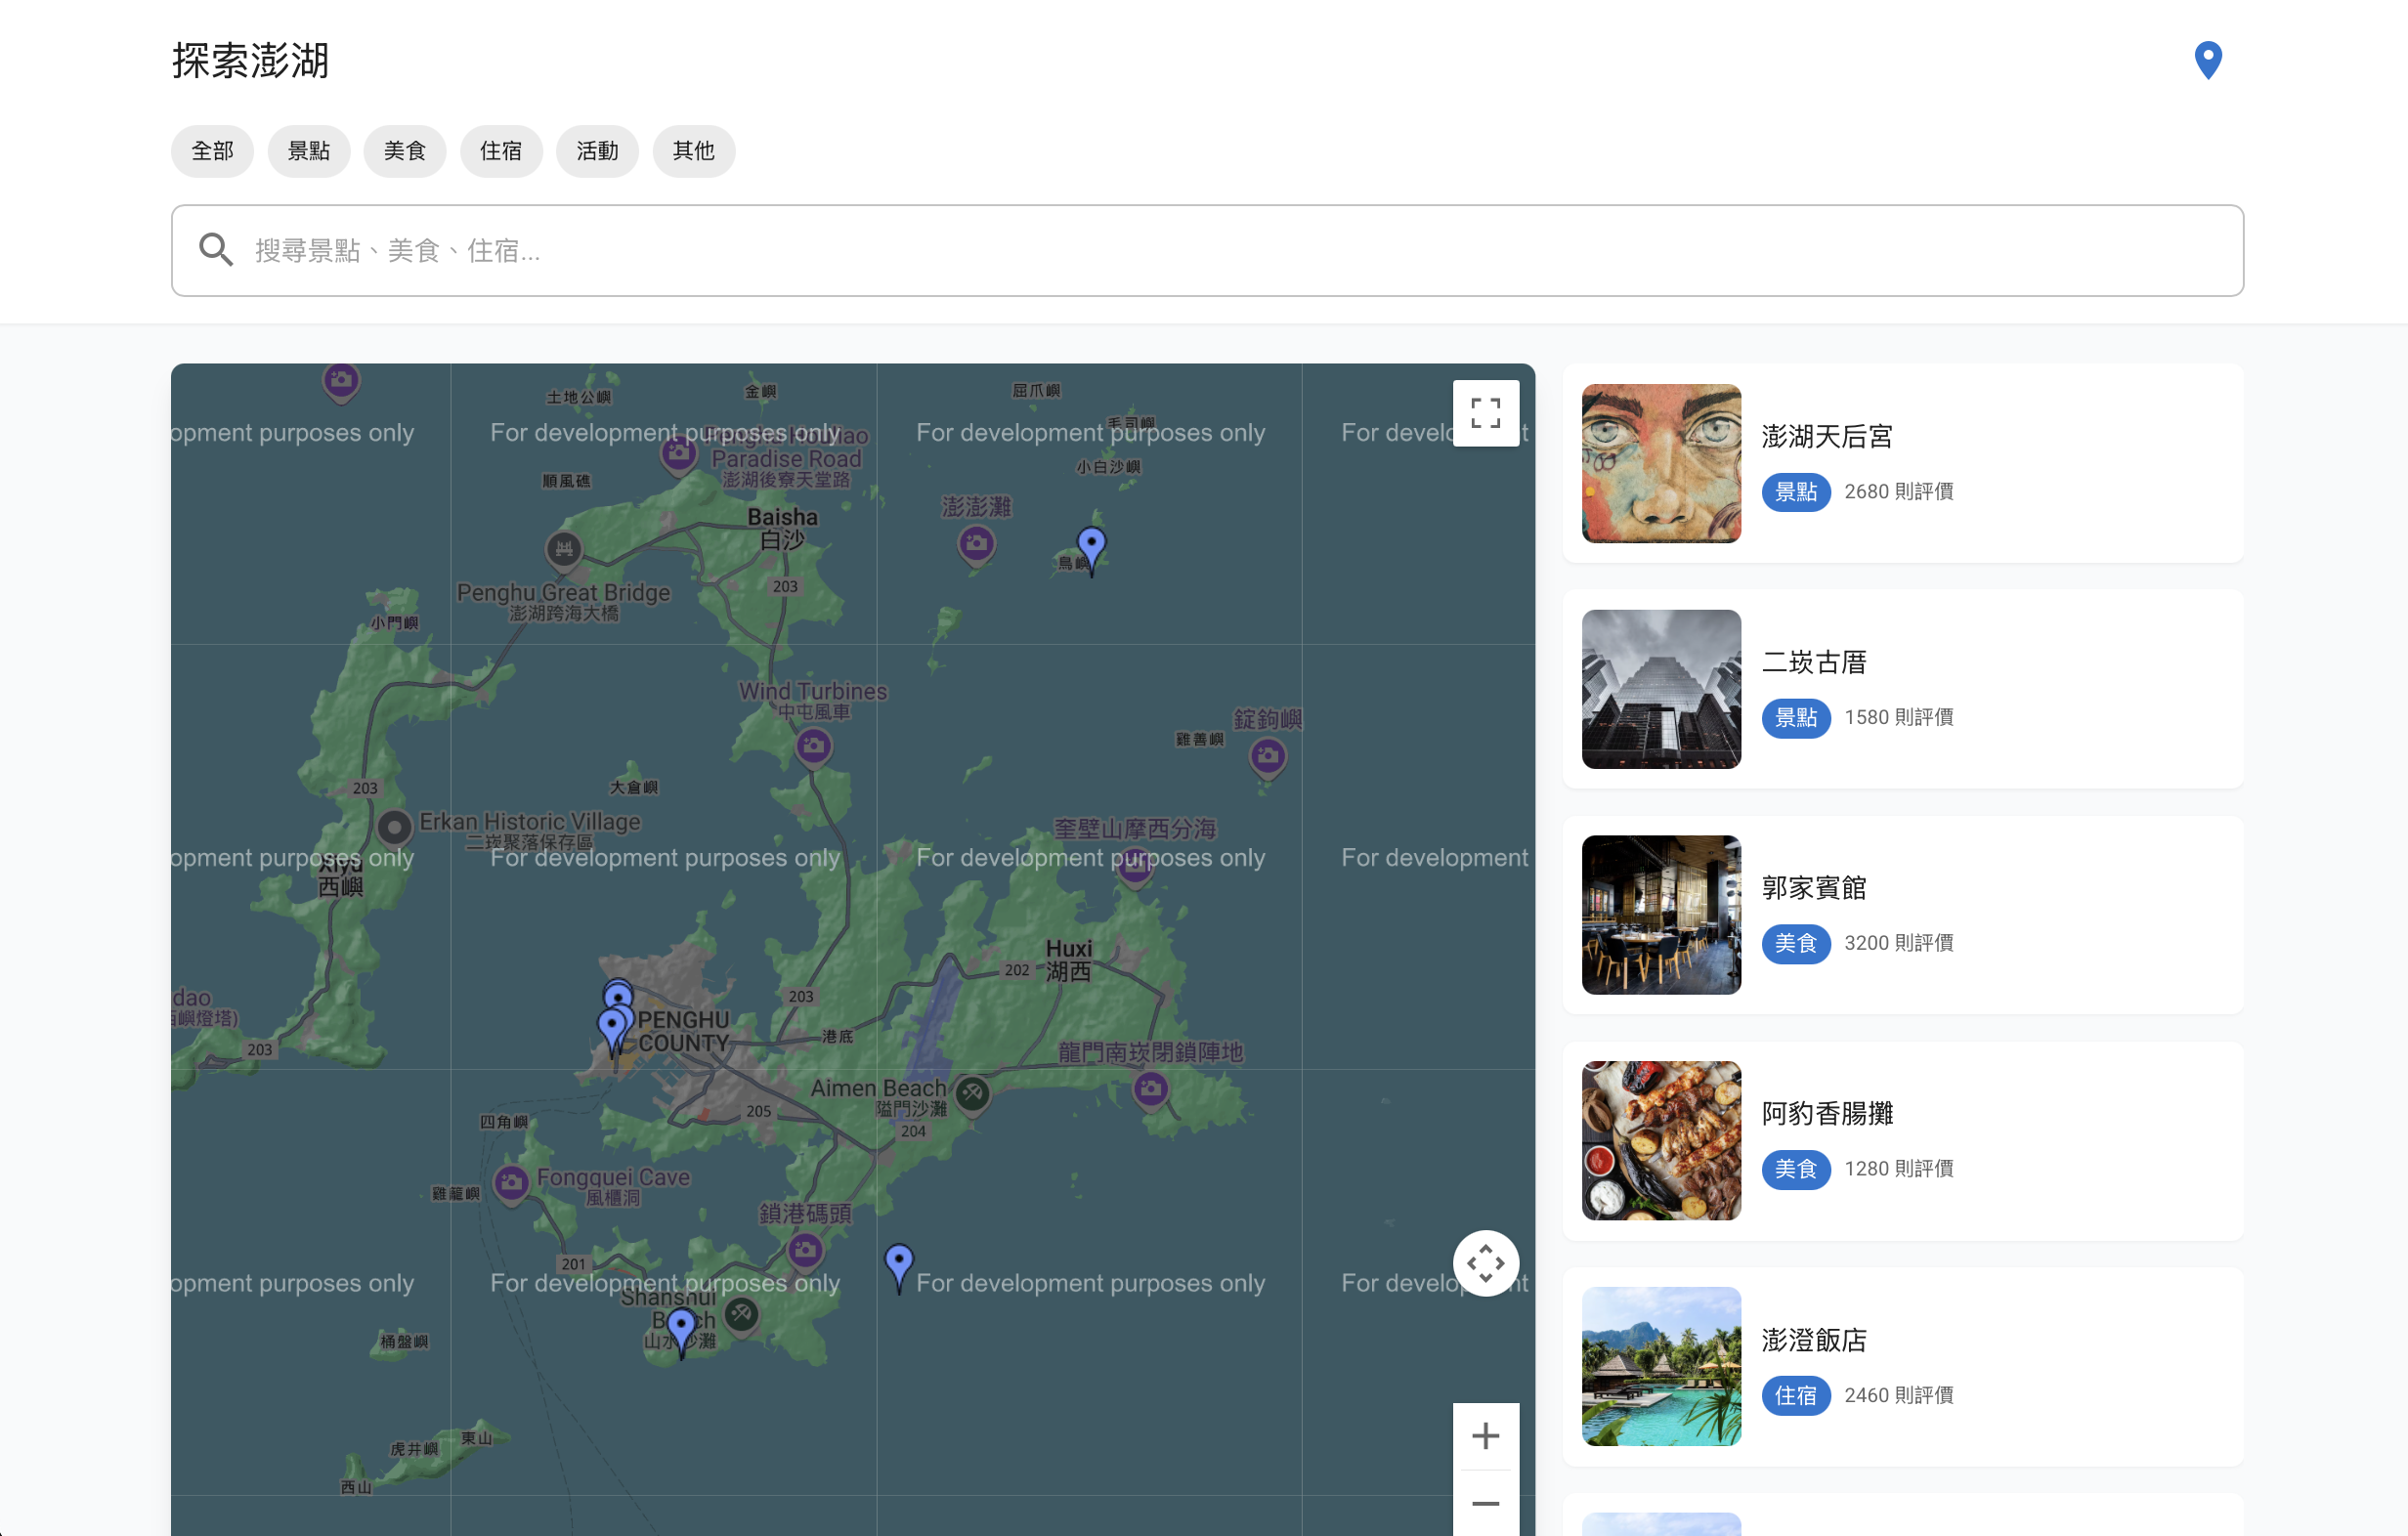 探索澎湖
全部
景點
美食
住宿
活動
其他
搜尋景點、美食、住宿...
土地公嶼
金嶼
屈爪嶼
毛司嶼
opment purposes only
For development purposes only
For development purposes only
For develo
t
Penghu Houliao
Paradise Road
澎湖後寮天堂路
小白沙嶼
順風礁
澎澎灘
Baisha
白沙
鳥嶼
203
Penghu Great Bridge
澎湖跨海大橋
小門嶼
Wind Turbines
中屯風車
錠鉤嶼
雞善嶼
203
大倉嶼
Erkan Historic Village
二崁聚落保存區
奎壁山摩西分海
opment purposes only
For development purposes only
For development purposes only
For development
Xiyu
西嶼
Huxi
湖西
202
203
dao
西嶼燈塔)
PENGHU
COUNTY
港底
203
龍門南崁閉鎖陣地
Aimen Beach
隘門沙灘
205
204
四角嶼
Fongguei Cave
風櫃洞
雞籠嶼
鎖港碼頭
201
opment purposes only
For development purposes only
For development purposes only
For develop
nt
Shanshui
B
ch
山水沙灘
桶盤嶼
東山
虎井嶼
西山
澎湖天后宮
景點 2680 則評價
二崁古厝
景點 1580 則評價
郭家賓館
美食 3200 則評價
阿豹香腸攤
美食 1280 則評價
澎澄飯店
住宿 2460 則評價